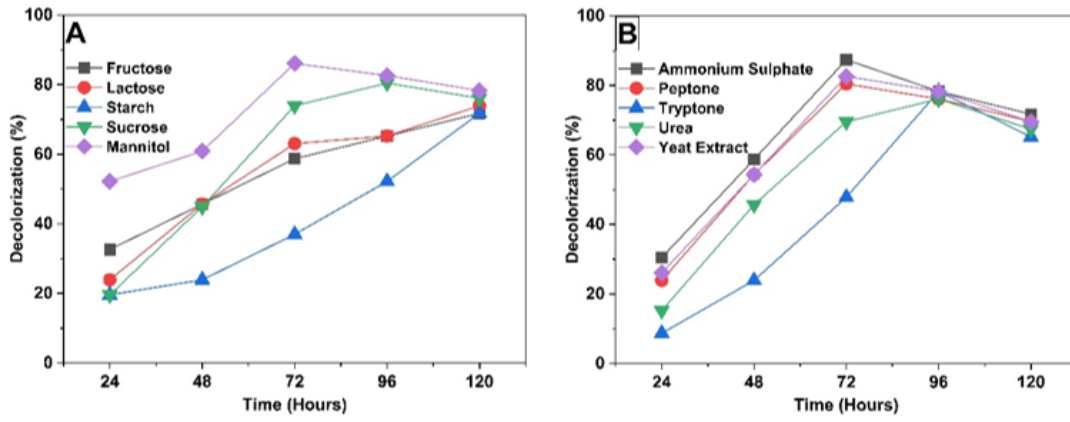 A
Fructose
Lactose
Starch
Sucrose
Mannitol
Decolorization (%)
100
80
60
40
20
0
24 48 72 96 120
Time (Hours)
B
Ammonium Sulphate
Peptone
Tryptone
Urea
Yeat Extract
Decolorization (%)
100
80
60
40
20
0
24 48 72 96 120
Time (Hours)